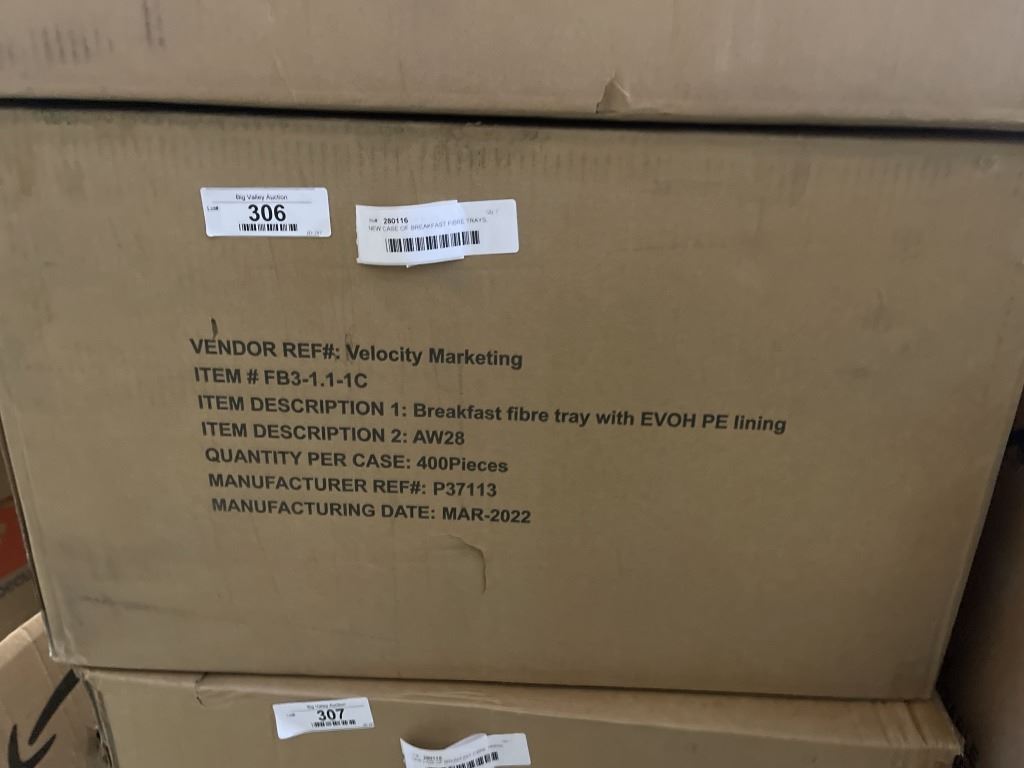 Big Valley Auction
Lot#
306
280116
NEW CASE OF BREAKFAST FIBRE TRAYS,
VENDOR REF#: Velocity Marketing
ITEM # FB3-1.1-1C
ITEM DESCRIPTION 1: Breakfast fibre tray with EVOH PE lining
ITEM DESCRIPTION 2: AW28
QUANTITY PER CASE: 400Pieces
MANUFACTURER REF#: P37113
MANUFACTURING DATE: MAR-2022
Big Valley Auction
307